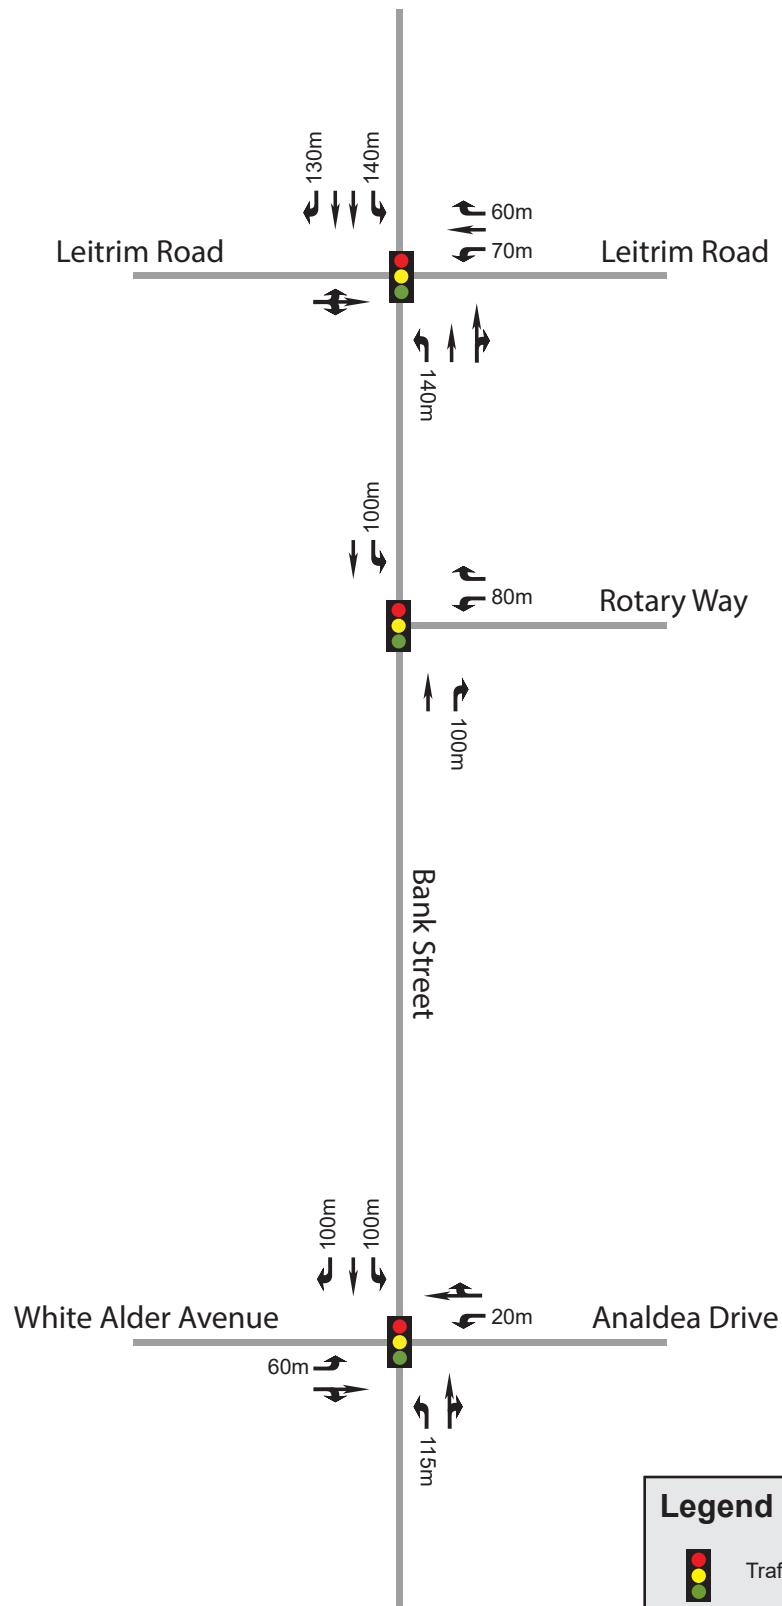 130m
140m
60m
70m
Leitrim Road
Leitrim Road
140m
100m
80m
Rotary Way
100m
Bank Street
100m
100m
White Alder Avenue
20m
Analdea Drive
60m
115m
Legend
Traf